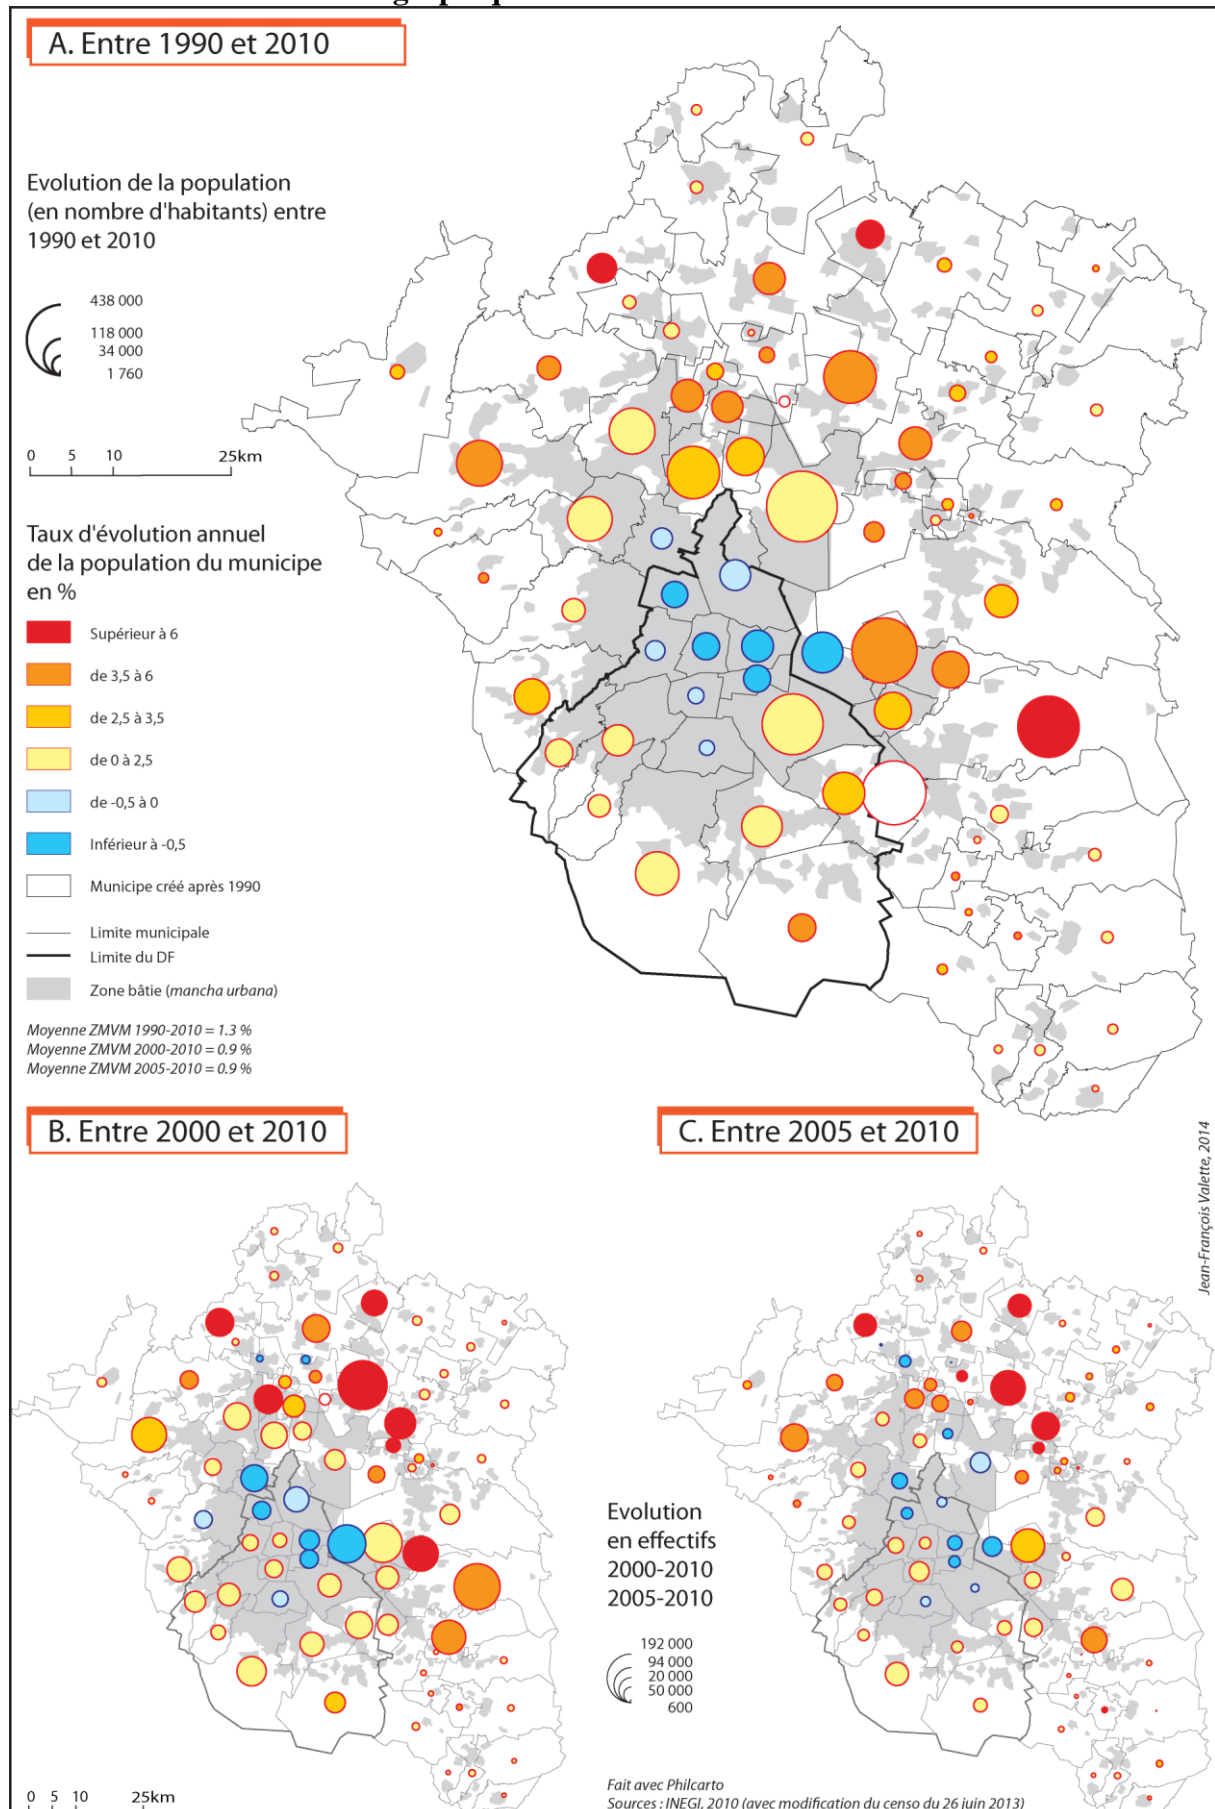 A. Entre 1990 et 2010
Evolution de la population
(en nombre d'habitants) entre
1990 et 2010
438 000
118 000
34 000
1 760
0 5 10 25km
Taux d'évolution annuel
de la population du municipe
en %
Supérieur à 6
de 3,5 à 6
de 2,5 à 3,5
de 0 à 2,5
de -0,5 à 0
Inférieur à -0,5
Municipe créé après 1990
Limite municipale
Limite du DF
Zone bâtie (mancha urbana)
Moyenne ZMVM 1990-2010 = 1.3 %
Moyenne ZMVM 2000-2010 = 0.9 %
Moyenne ZMVM 2005-2010 = 0.9 %
B. Entre 2000 et 2010
C. Entre 2005 et 2010
Jean-François Valette, 2014
Evolution
en effectifs
2000-2010
2005-2010
192 000
94 000
20 000
50 000
600
0 5 10 25km
Fait avec Philcarto
Sources : INEGI, 2010 (avec modification du censo du 26 juin 2013)